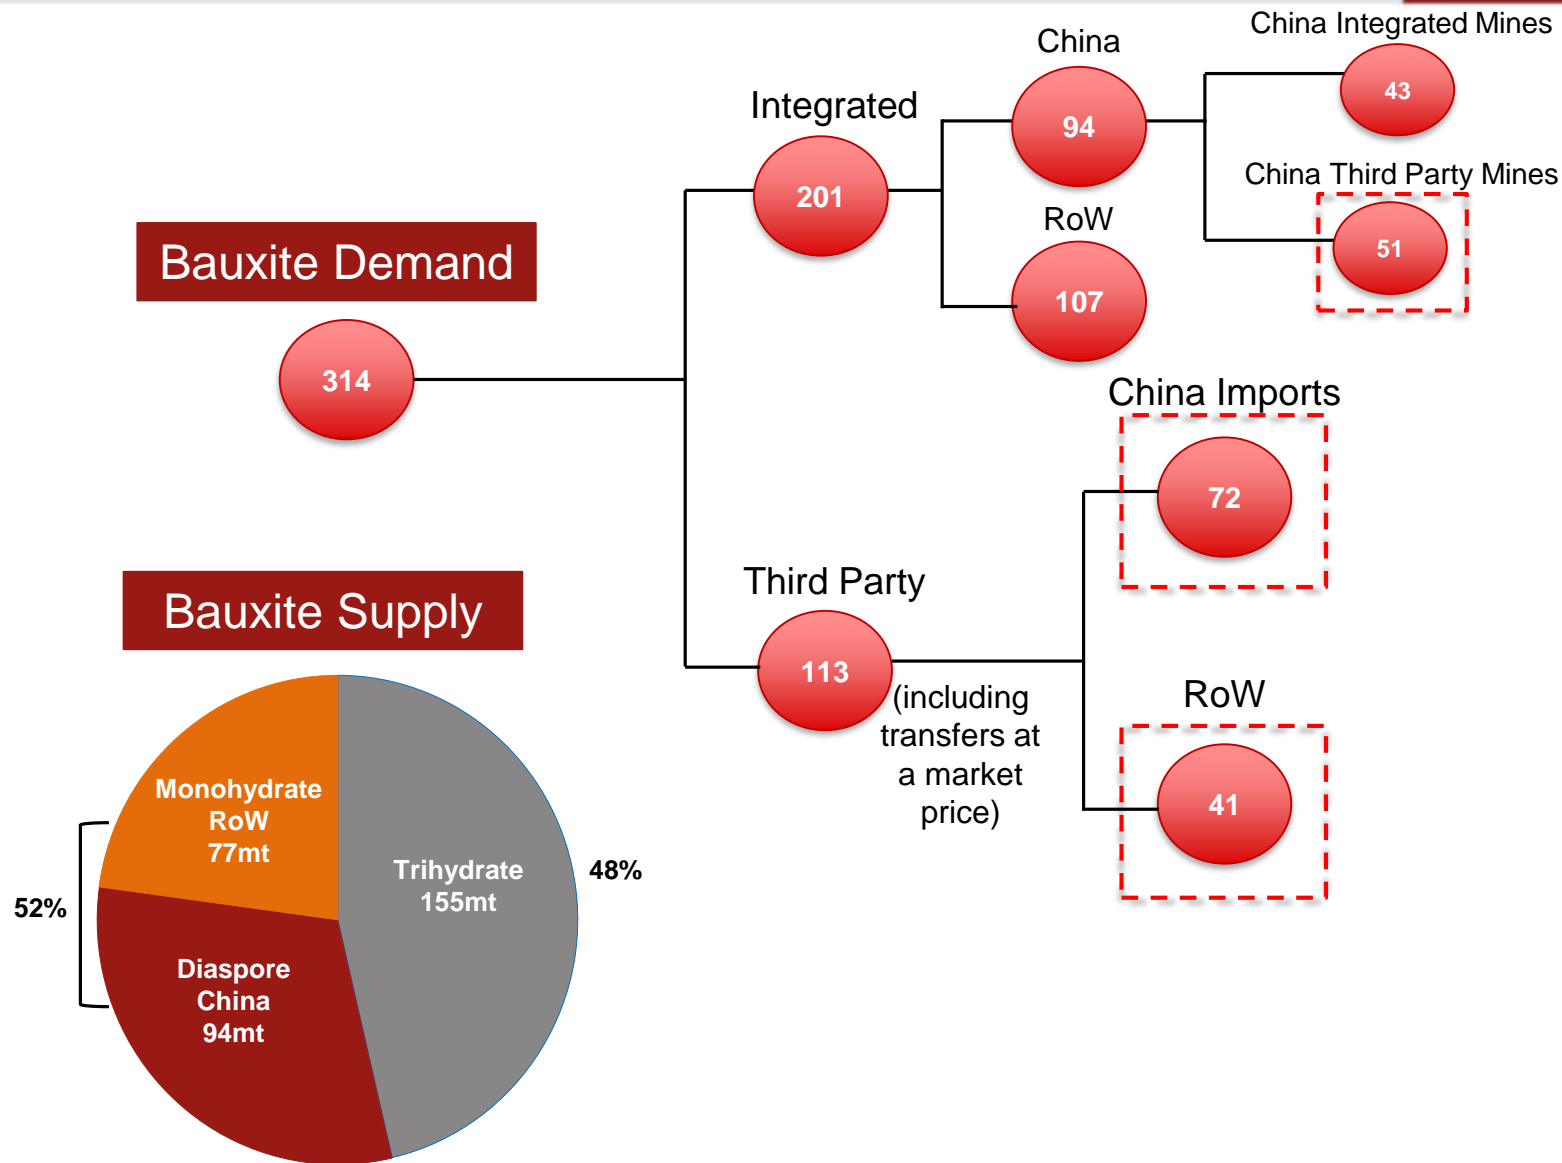 China Integrated Mines
43
China
94
Integrated
201
China Third Party Mines
51
RoW
107
Bauxite Demand
314
China Imports
72
Third Party
113
(including
transfers at
a market
price)
RoW
41
Bauxite Supply
Monohydrate
RoW
77mt
Trihydrate
155mt
48%
52%
Diaspore
China
94mt